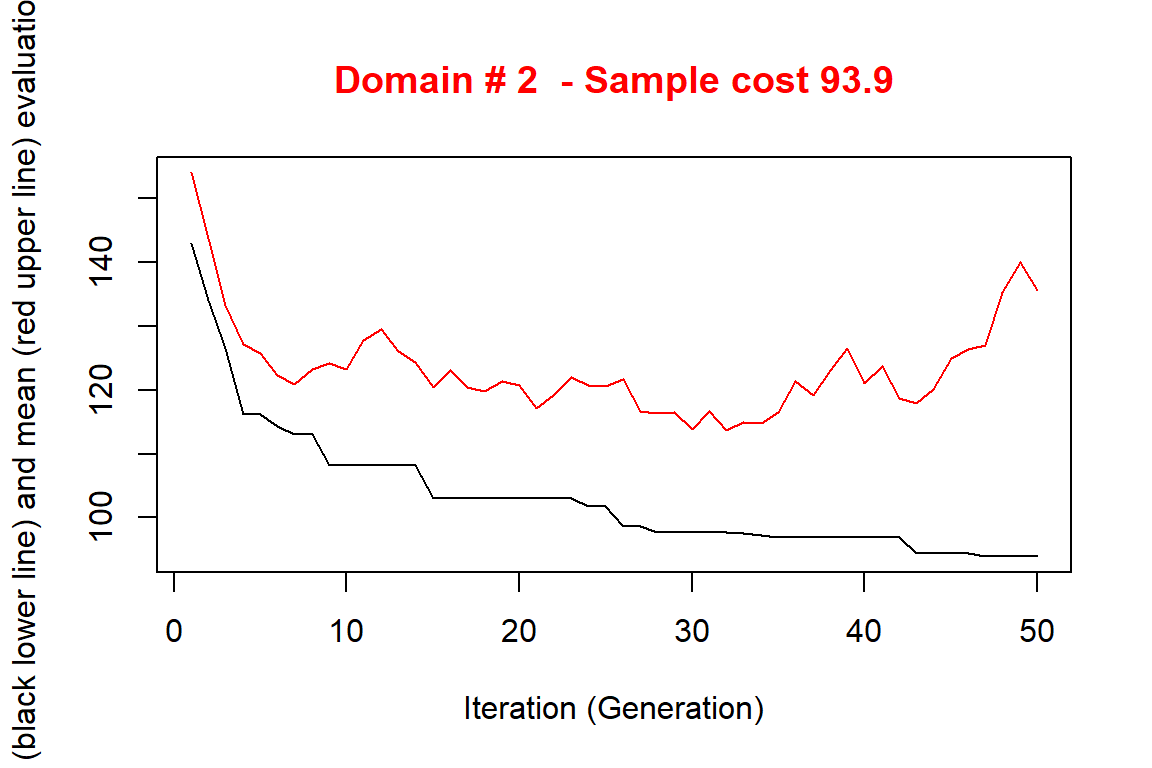 Domain # 2  - Sample cost 93.9
(black lower line) and mean (red upper line) evaluatio
140
120
100
0 10 20 30 40 50
Iteration (Generation)